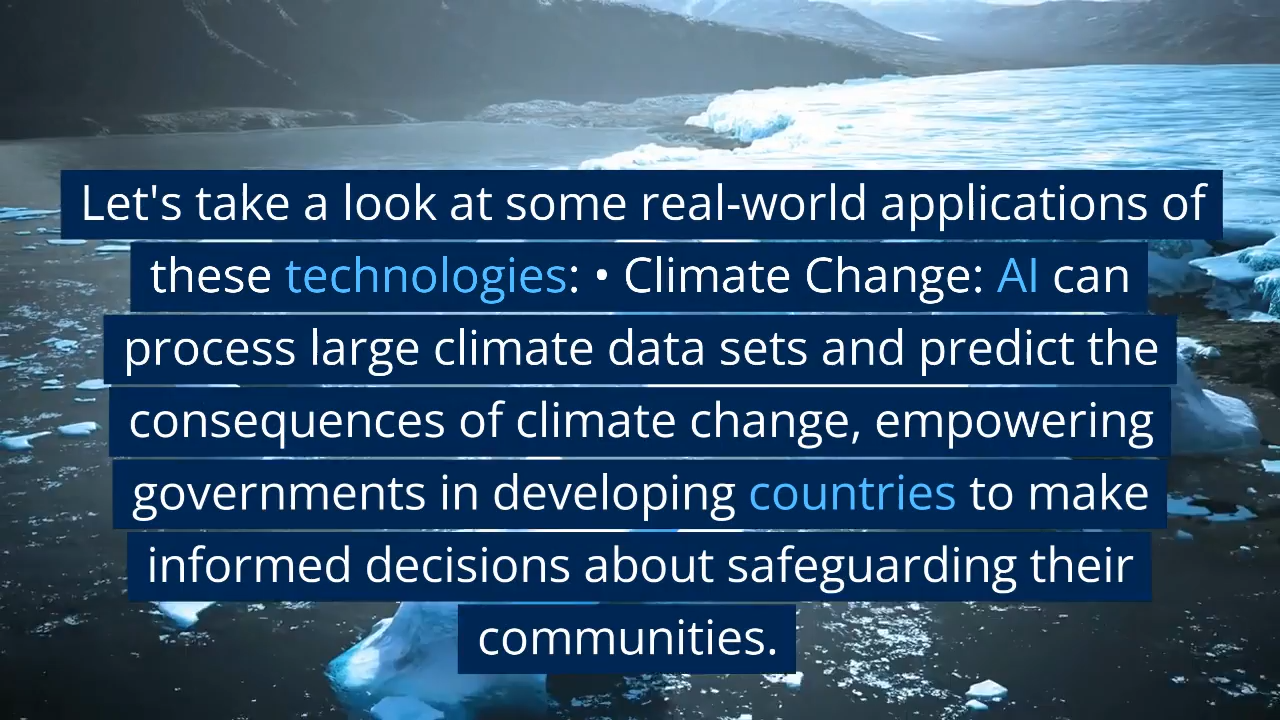 Let's take a look at some real-world applications of
these technologies: • Climate Change: AI can
process large climate data sets and predict the
consequences of climate change, empowering
governments in developing countries to make
informed decisions about safeguarding their
communities.